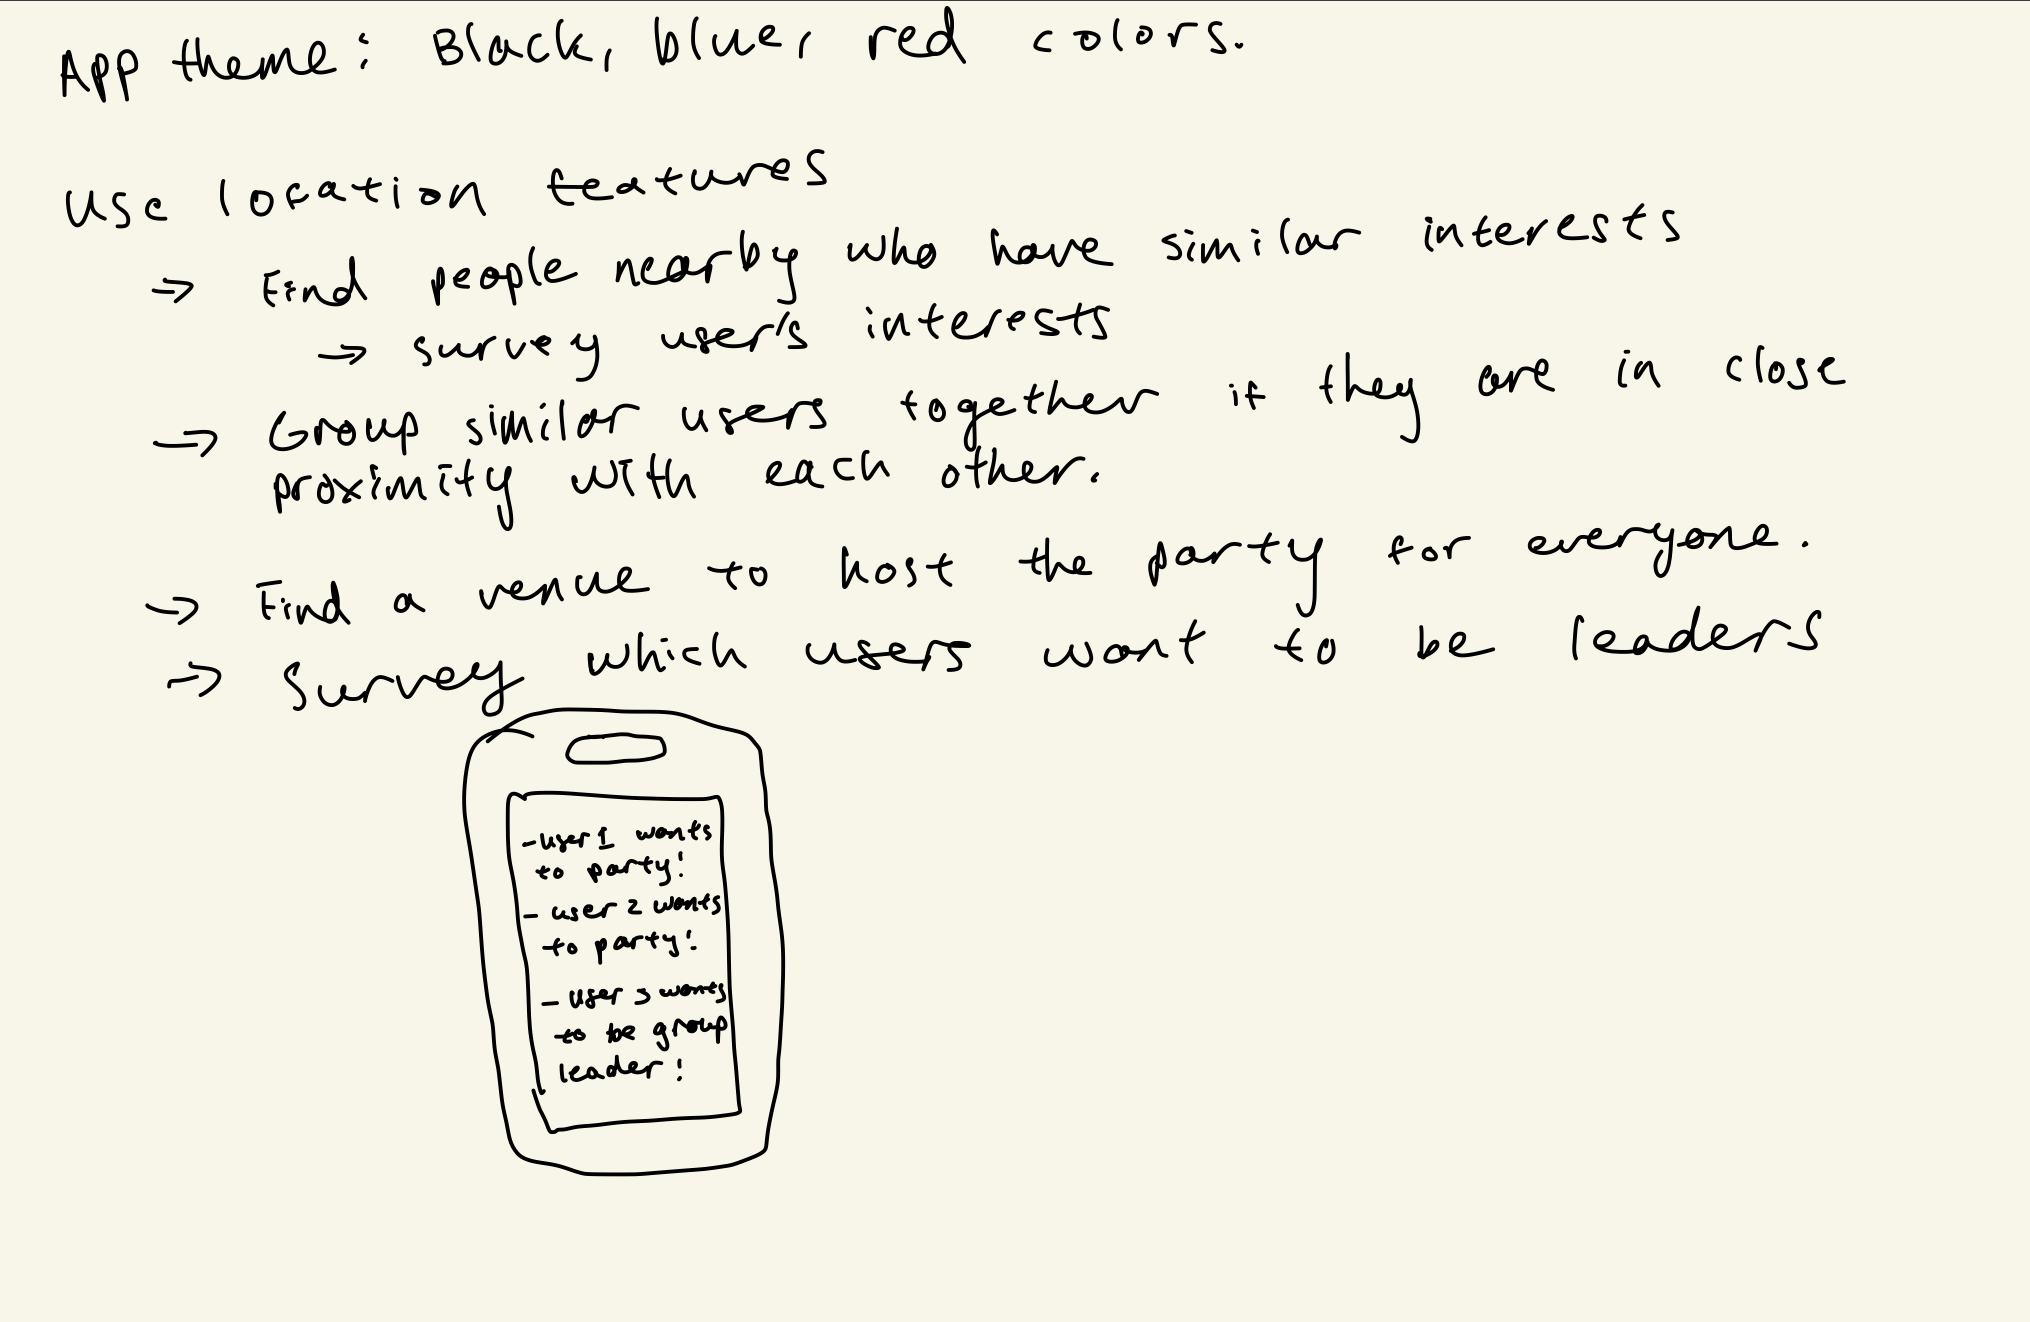 App theme: Black, blue, red colors.
Use location features
→ Find people nearby who have similar interests
→ survey user's interests
→ Group similar users together if they are in close
proximity with each other.
→ Find a venue to host the party for everyone.
→ Survey which users want to be leaders
- user 1 wants
to party!
- user 2 wants
to party!
- user 3 wants
to be group
leader!